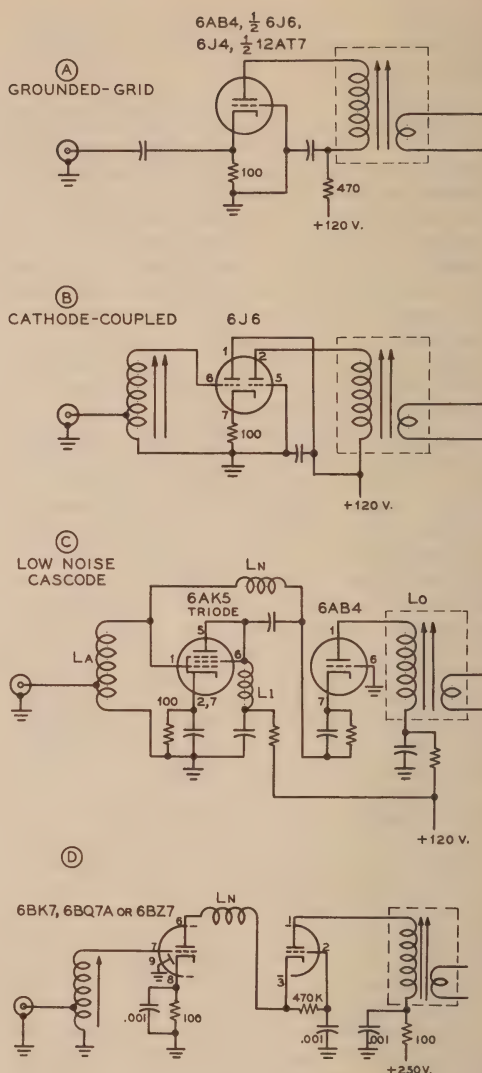 6AB4, 1/2 6J6,
6J4, 1/2 12AT7
A
GROUNDED-GRID
100
470
+120 V.
B
CATHODE-COUPLED 6J6
1
2
6
5
7
100
+120 V.
C
LOW NOISE
CASCODE
LN
6AK5
TRIODE
6AB4
LO
LA
5
1
6
1
6
100
2,7
L1
7
+120 V.
D
6BK7, 6BQ7A OR 6BZ7
LN
6
1
7
9
2
8
3
470K
.001
100
.001
.001
100
+250V.